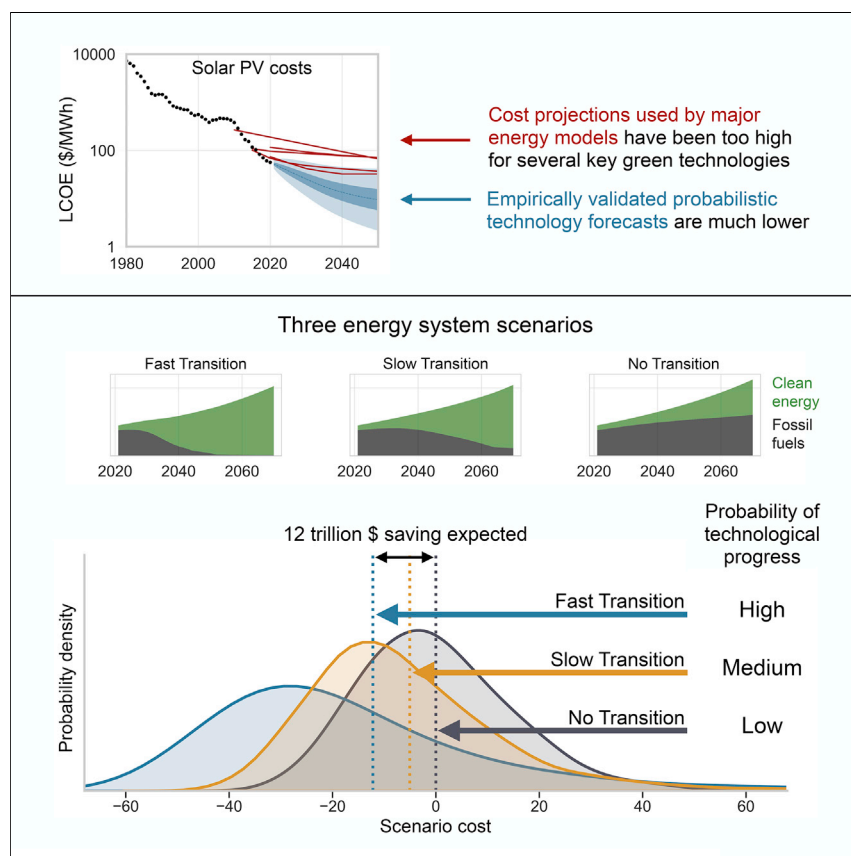 10000
100
1
1980
2000
2020
2040
LCOE ($/MWh)
Solar PV costs
Cost projections used by major
energy models have been too high
for several key green technologies
Empirically validated probabilistic
technology forecasts are much lower
Three energy system scenarios
Fast Transition
2020
2040
2060
Slow Transition
2020
2040
2060
No Transition
2020
2040
2060
Clean
energy
Fossil
fuels
12 trillion $ saving expected
Probability of
technological
progress
Fast Transition
High
Slow Transition
Medium
No Transition
Low
Probability density
−60
−40
−20
0
20
40
60
Scenario cost